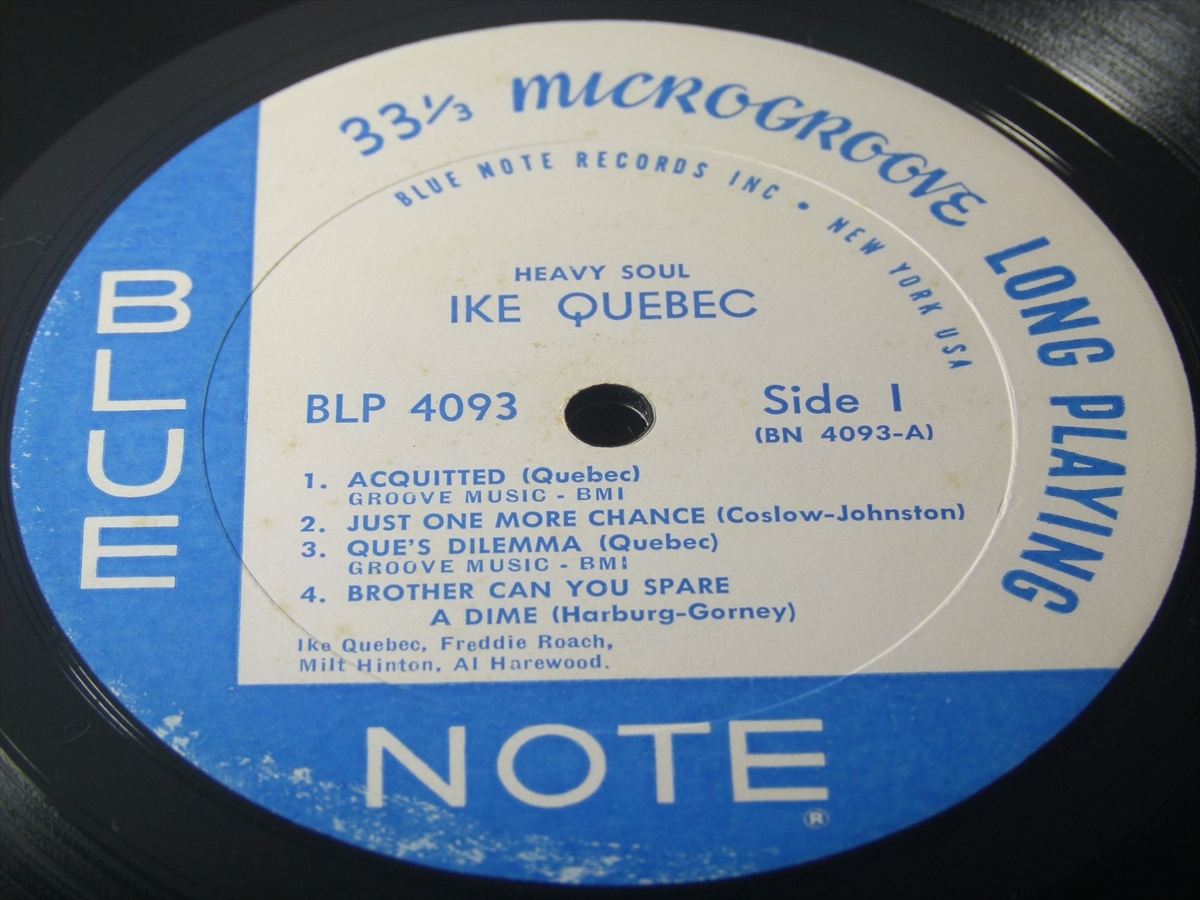 33⅓ MICROGROOVE LONG PLAYING
BLUE NOTE RECORDS INC • NEW YORK USA
HEAVY SOUL
IKE QUEBEC
BLP 4093
Side 1
(BN 4093-A)
1. ACQUITTED (Quebec)
GROOVE MUSIC - BMI
2. JUST ONE MORE CHANCE (Coslow-Johnston)
3. QUE'S DILEMMA (Quebec)
GROOVE MUSIC - BMI
4. BROTHER CAN YOU SPARE
A DIME (Harburg-Gorney)
Ike Quebec, Freddie Roach,
Milt Hinton, Al Harewood.
BLUE
NOTE
®